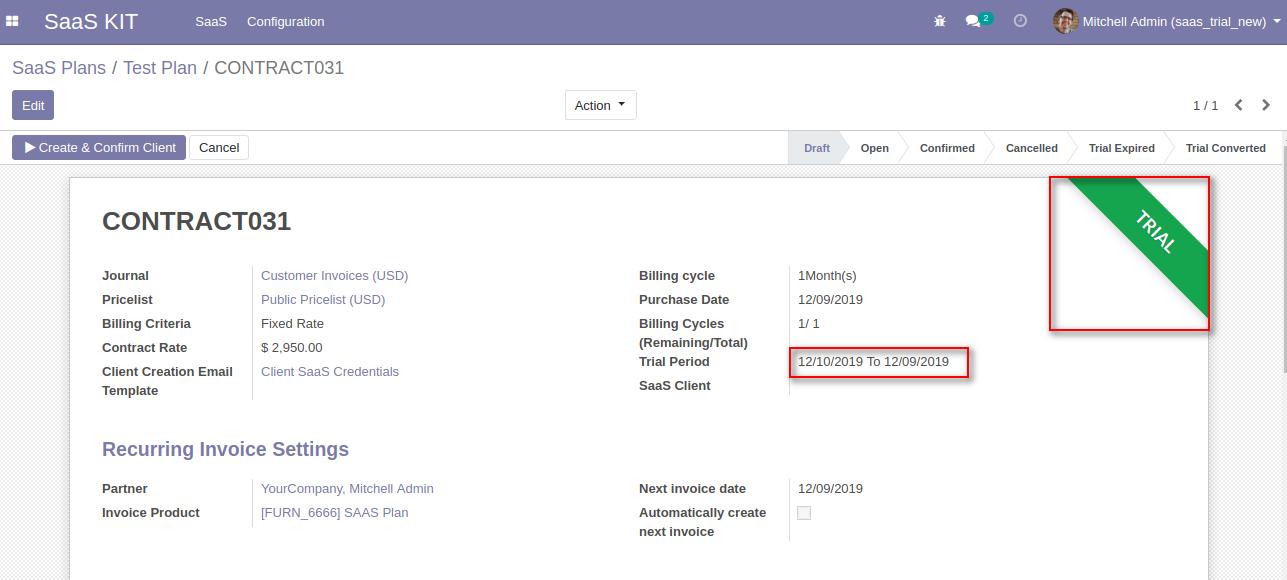 SaaS KIT SaaS Configuration 2 Mitchell Admin (saas_trial_new)
SaaS Plans / Test Plan / CONTRACT031
Edit Action 1 / 1
Create & Confirm Client Cancel Draft Open Confirmed Cancelled Trial Expired Trial Converted
TRIAL
CONTRACT031
Journal Customer Invoices (USD)
Pricelist Public Pricelist (USD)
Billing Criteria Fixed Rate
Contract Rate $ 2,950.00
Client Creation Email Client SaaS Credentials
Template
Billing cycle 1Month(s)
Purchase Date 12/09/2019
Billing Cycles 1/ 1
(Remaining/Total)
Trial Period 12/10/2019 To 12/09/2019
SaaS Client
Recurring Invoice Settings
Partner YourCompany, Mitchell Admin
Invoice Product [FURN_6666] SAAS Plan
Next invoice date 12/09/2019
Automatically create
next invoice